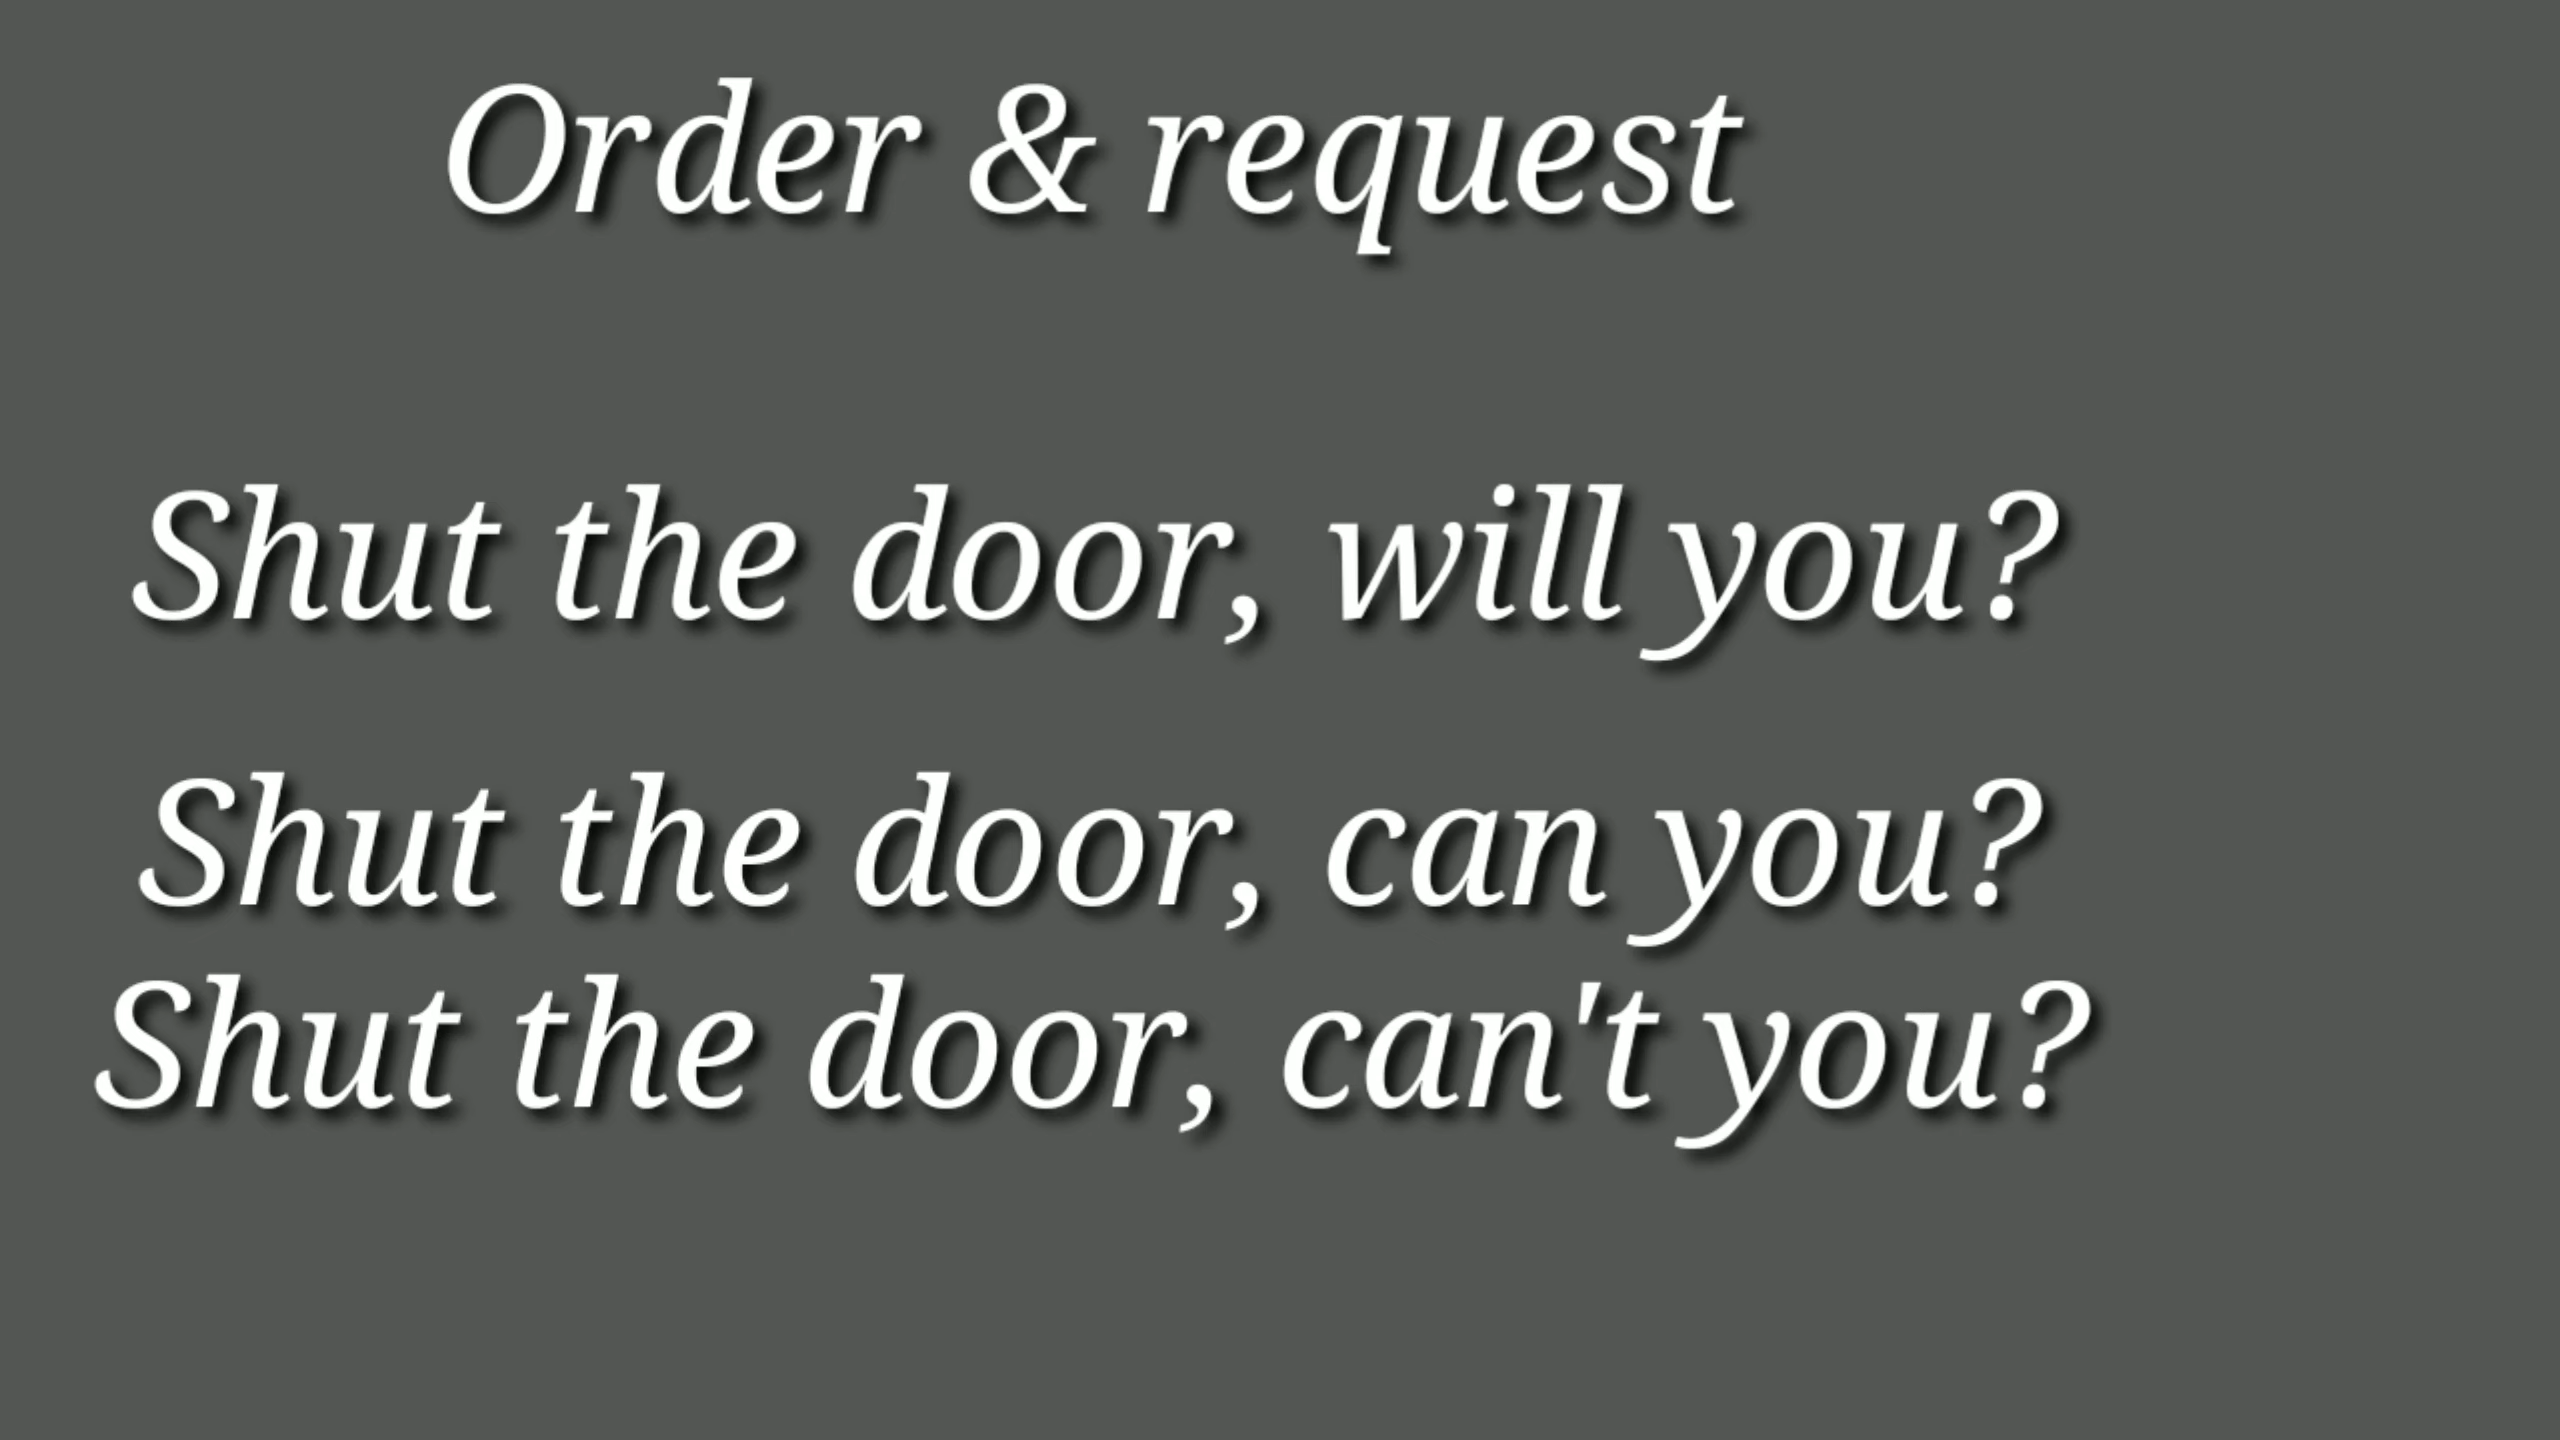 Order & request
Shut the door, will you?
Shut the door, can you?
Shut the door, can't you?